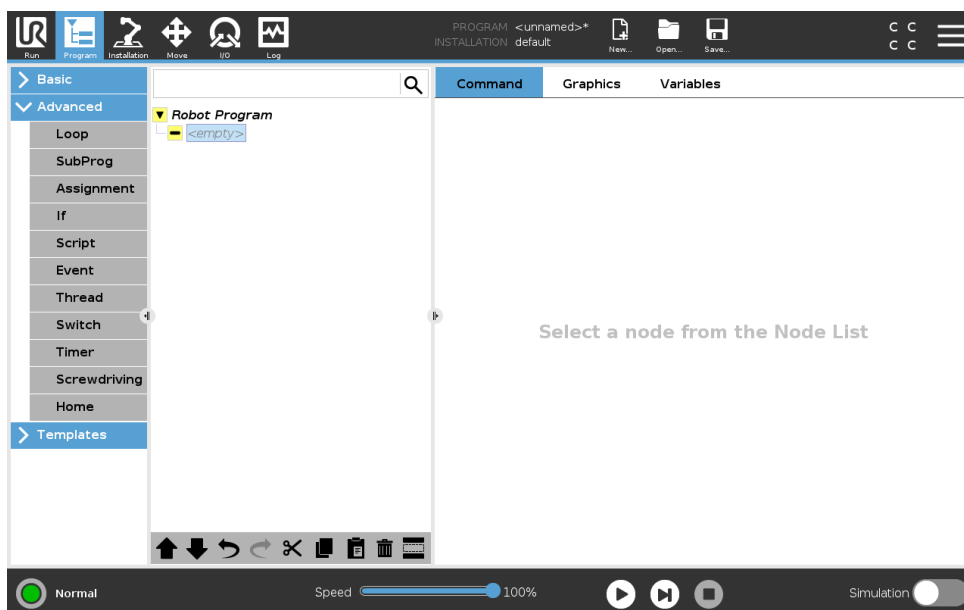 PROGRAM <unnamed>*
INSTALLATION default
UR
Run
Program
Installation
Move
I/O
Log
New...
Open...
Save...
C C
C C
Basic
Advanced
Loop
SubProg
Assignment
If
Script
Event
Thread
Switch
Timer
Screwdriving
Home
Templates
Robot Program
<empty>
Command
Graphics
Variables
Select a node from the Node List
Normal
Speed
100%
Simulation